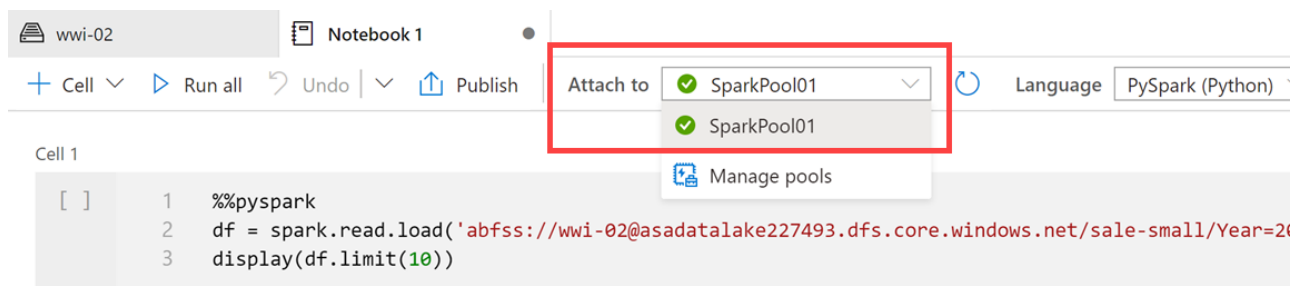 wwi-02 Notebook 1
Cell Run all Undo Publish Attach to SparkPool01 Language PySpark (Python)
SparkPool01
Manage pools
Cell 1
[ ] 1 %%pyspark
2 df = spark.read.load('abfss://wwi-02@asadatalake227493.dfs.core.windows.net/sale-small/Year=20
3 display(df.limit(10))